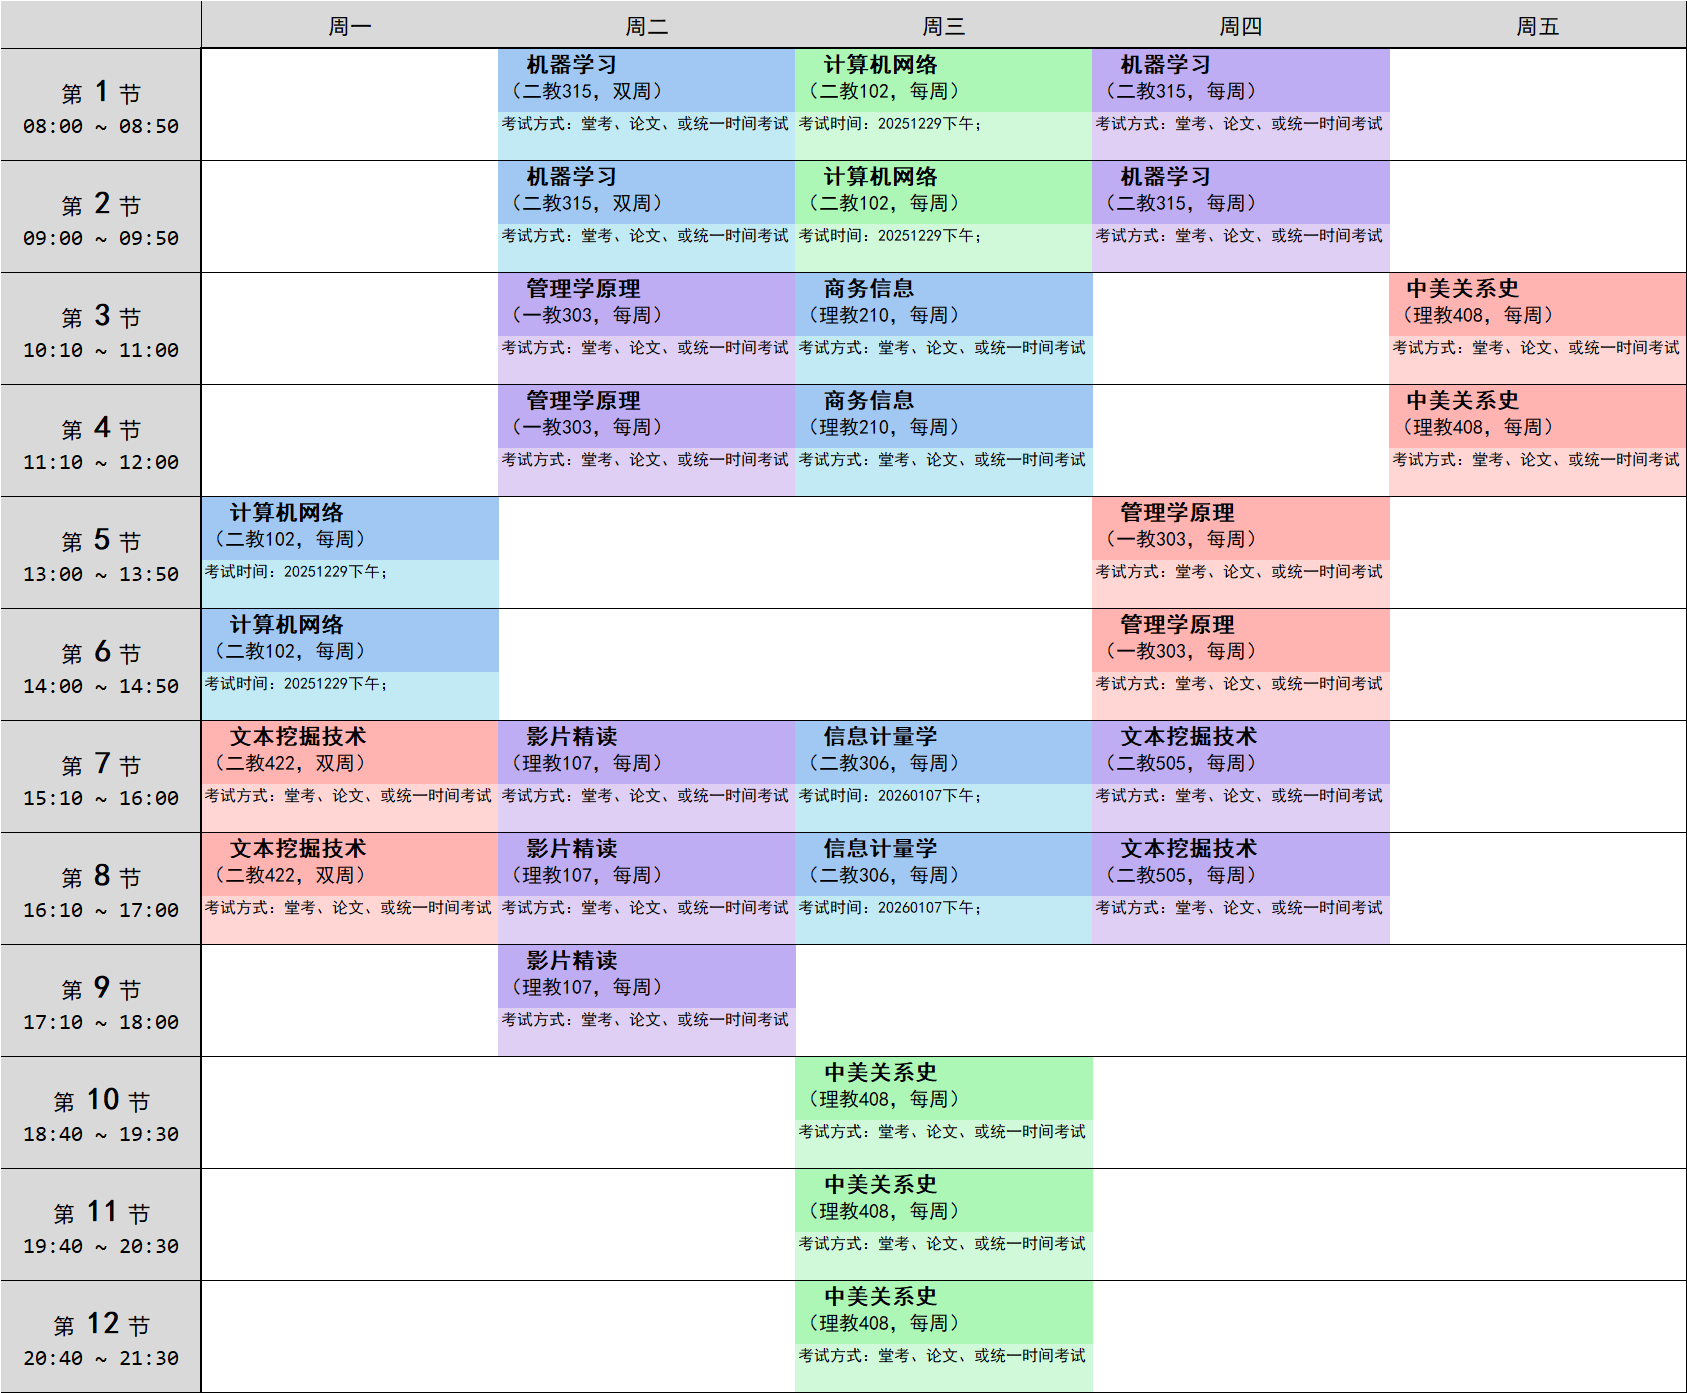 周一 周二 周三 周四 周五
第 1 节
08:00 ~ 08:50
机器学习
（二教315，双周）
考试方式：堂考、论文、或统一时间考试
计算机网络
（二教102，每周）
考试时间：20251229下午；
机器学习
（二教315，每周）
考试方式：堂考、论文、或统一时间考试
第 2 节
09:00 ~ 09:50
机器学习
（二教315，双周）
考试方式：堂考、论文、或统一时间考试
计算机网络
（二教102，每周）
考试时间：20251229下午；
机器学习
（二教315，每周）
考试方式：堂考、论文、或统一时间考试
第 3 节
10:10 ~ 11:00
管理学原理
（一教303，每周）
考试方式：堂考、论文、或统一时间考试
商务信息
（理教210，每周）
考试方式：堂考、论文、或统一时间考试
中美关系史
（理教408，每周）
考试方式：堂考、论文、或统一时间考试
第 4 节
11:10 ~ 12:00
管理学原理
（一教303，每周）
考试方式：堂考、论文、或统一时间考试
商务信息
（理教210，每周）
考试方式：堂考、论文、或统一时间考试
中美关系史
（理教408，每周）
考试方式：堂考、论文、或统一时间考试
第 5 节
13:00 ~ 13:50
计算机网络
（二教102，每周）
考试时间：20251229下午；
管理学原理
（一教303，每周）
考试方式：堂考、论文、或统一时间考试
第 6 节
14:00 ~ 14:50
计算机网络
（二教102，每周）
考试时间：20251229下午；
管理学原理
（一教303，每周）
考试方式：堂考、论文、或统一时间考试
第 7 节
15:10 ~ 16:00
文本挖掘技术
（二教422，双周）
考试方式：堂考、论文、或统一时间考试
影片精读
（理教107，每周）
考试方式：堂考、论文、或统一时间考试
信息计量学
（二教306，每周）
考试时间：20260107下午；
文本挖掘技术
（二教505，每周）
考试方式：堂考、论文、或统一时间考试
第 8 节
16:10 ~ 17:00
文本挖掘技术
（二教422，双周）
考试方式：堂考、论文、或统一时间考试
影片精读
（理教107，每周）
考试方式：堂考、论文、或统一时间考试
信息计量学
（二教306，每周）
考试时间：20260107下午；
文本挖掘技术
（二教505，每周）
考试方式：堂考、论文、或统一时间考试
第 9 节
17:10 ~ 18:00
影片精读
（理教107，每周）
考试方式：堂考、论文、或统一时间考试
第 10 节
18:40 ~ 19:30
中美关系史
（理教408，每周）
考试方式：堂考、论文、或统一时间考试
第 11 节
19:40 ~ 20:30
中美关系史
（理教408，每周）
考试方式：堂考、论文、或统一时间考试
第 12 节
20:40 ~ 21:30
中美关系史
（理教408，每周）
考试方式：堂考、论文、或统一时间考试